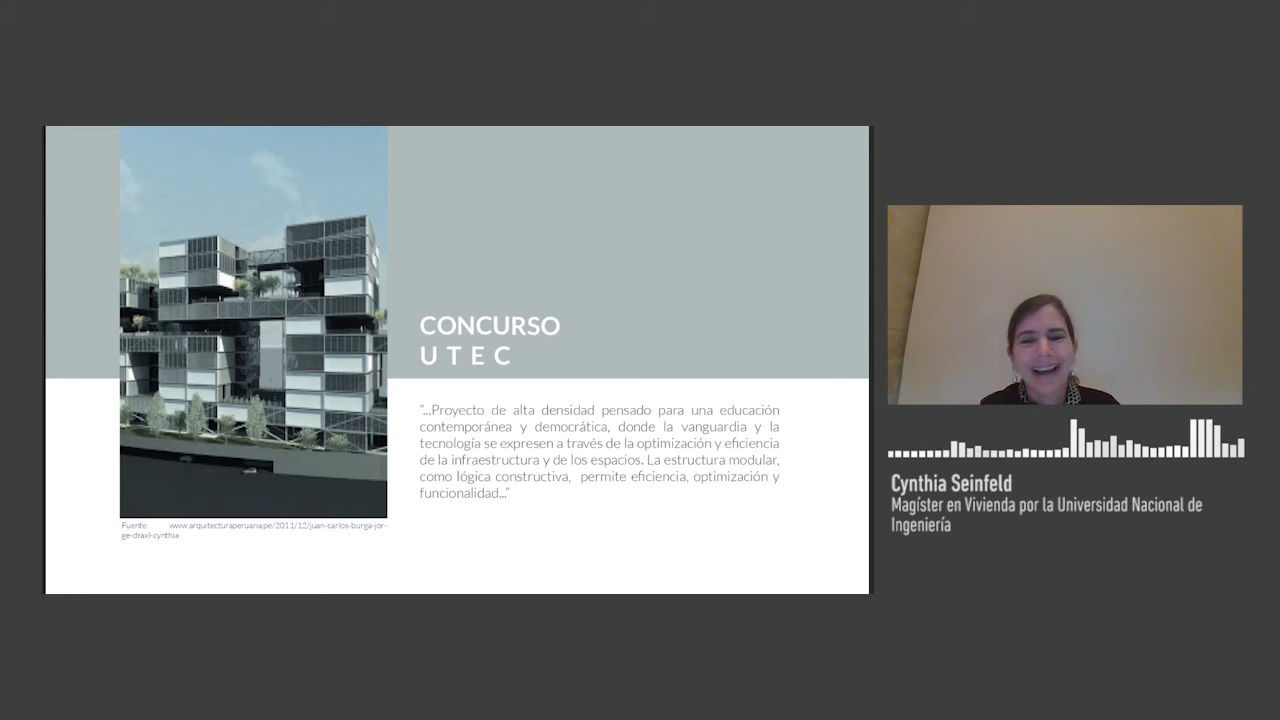 CONCURSO
U T E C
"...Proyecto de alta densidad pensado para una educación
contemporánea y democrática, donde la vanguardia y la
tecnología se expresen a través de la optimización y eficiencia
de la infraestructura y de los espacios. La estructura modular,
como lógica constructiva, permite eficiencia, optimización y
funcionalidad..."
Fuente: www.arquitecturaperuana.pe/2011/12/juan-carlos-burga-jor-
ge-draxl-cynthia
Cynthia Seinfeld
Magíster en Vivienda por la Universidad Nacional de
Ingeniería